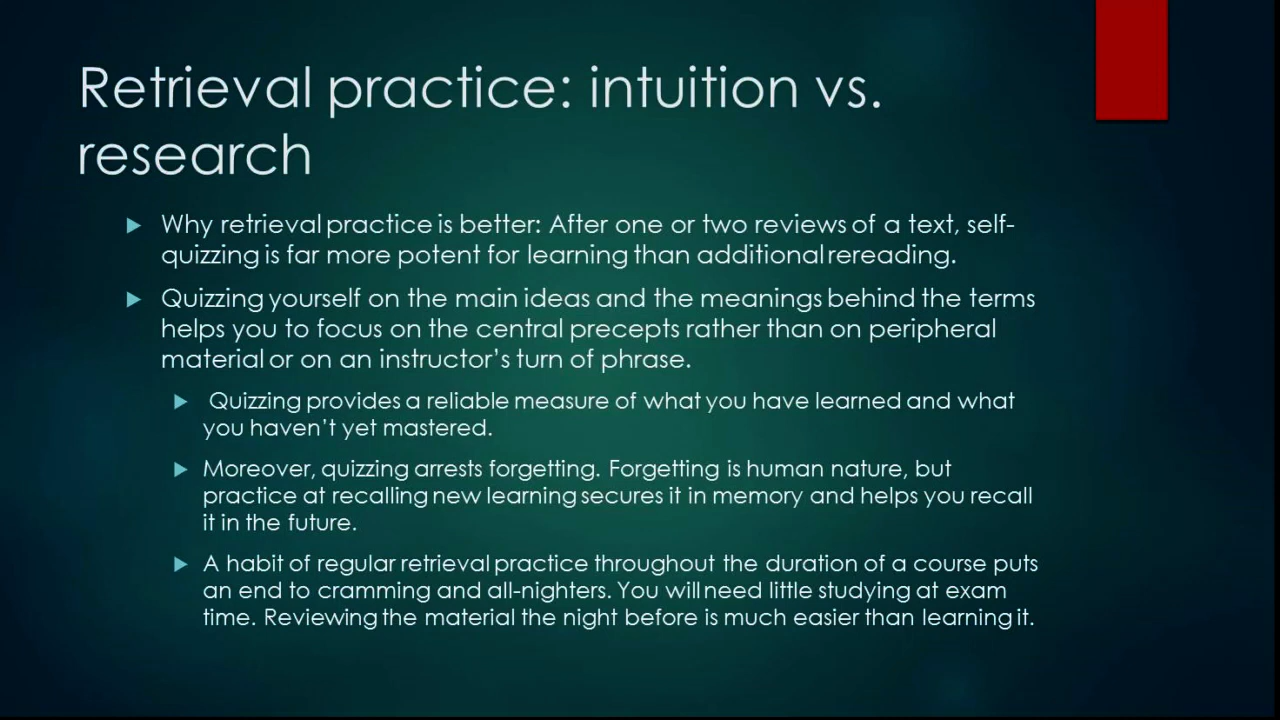 Retrieval practice: intuition vs.
research
Why retrieval practice is better: After one or two reviews of a text, self-
quizzing is far more potent for learning than additional rereading.
Quizzing yourself on the main ideas and the meanings behind the terms
helps you to focus on the central precepts rather than on peripheral
material or on an instructor’s turn of phrase.
Quizzing provides a reliable measure of what you have learned and what
you haven’t yet mastered.
Moreover, quizzing arrests forgetting. Forgetting is human nature, but
practice at recalling new learning secures it in memory and helps you recall
it in the future.
A habit of regular retrieval practice throughout the duration of a course puts
an end to cramming and all-nighters. You will need little studying at exam
time. Reviewing the material the night before is much easier than learning it.